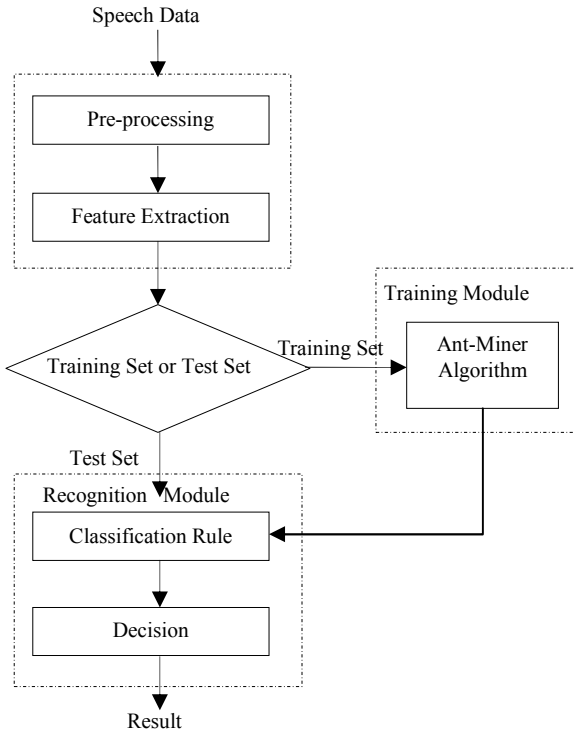 Speech Data
Pre-processing
Feature Extraction
Training Module
Training Set or Test Set
Training Set
Ant-Miner
Algorithm
Test Set
Recognition Module
Classification Rule
Decision
Result